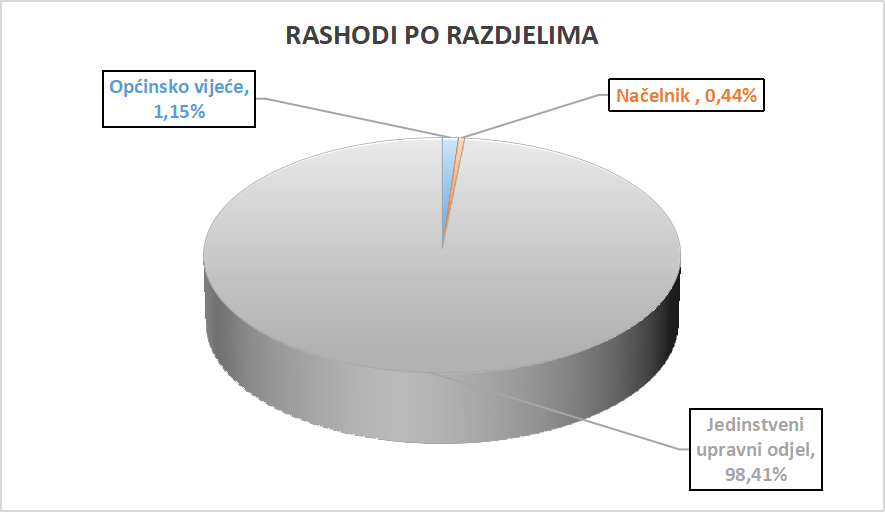 RASHODI PO RAZDJELIMA
Općinsko vijeće,
1,15%
Načelnik , 0,44%
Jedinstveni
upravni odjel,
98,41%